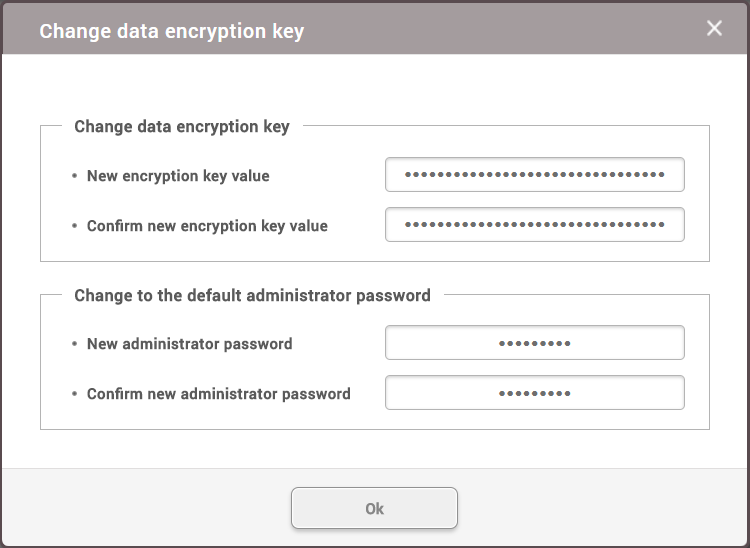 Change data encryption key
Change data encryption key
• New encryption key value
••••••••••••••••••••••••••••••••
• Confirm new encryption key value
••••••••••••••••••••••••••••••••
Change to the default administrator password
• New administrator password
•••••••••
• Confirm new administrator password
•••••••••
Ok